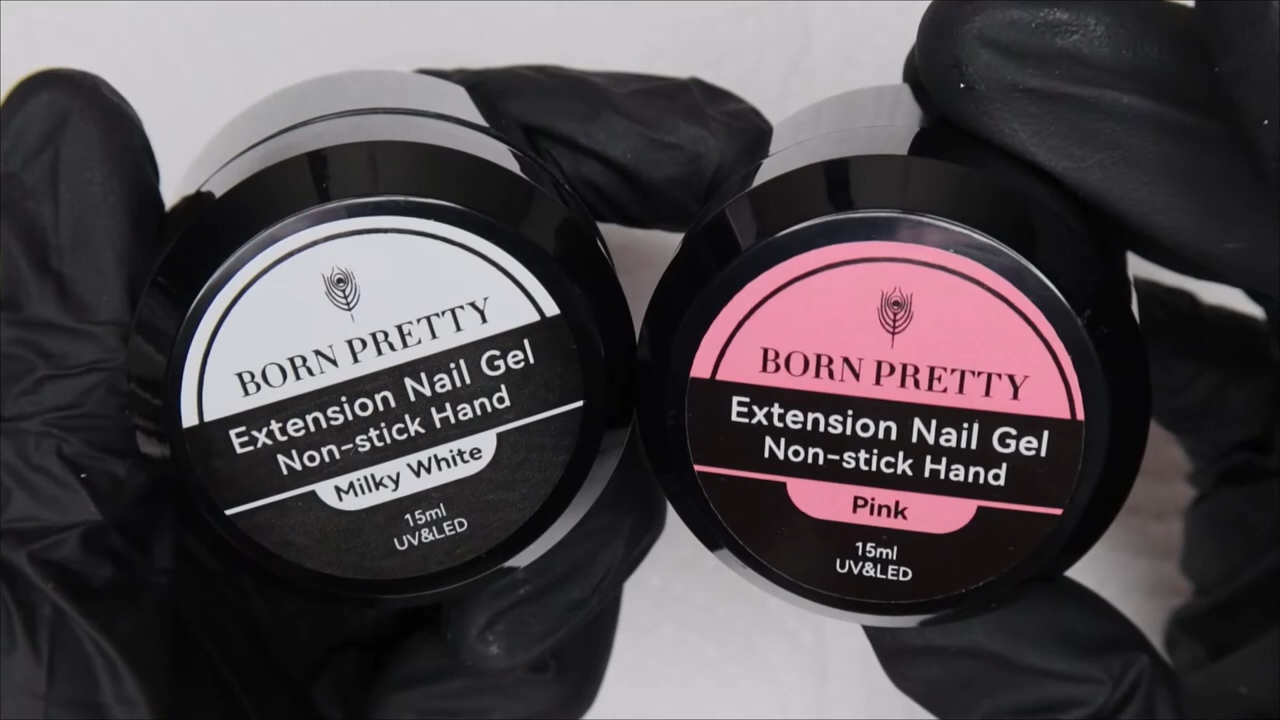 BORN PRETTY
Extension Nail Gel
Non-stick Hand
Milky White
15ml
UV&LED
BORN PRETTY
Extension Nail Gel
Non-stick Hand
Pink
15ml
UV&LED